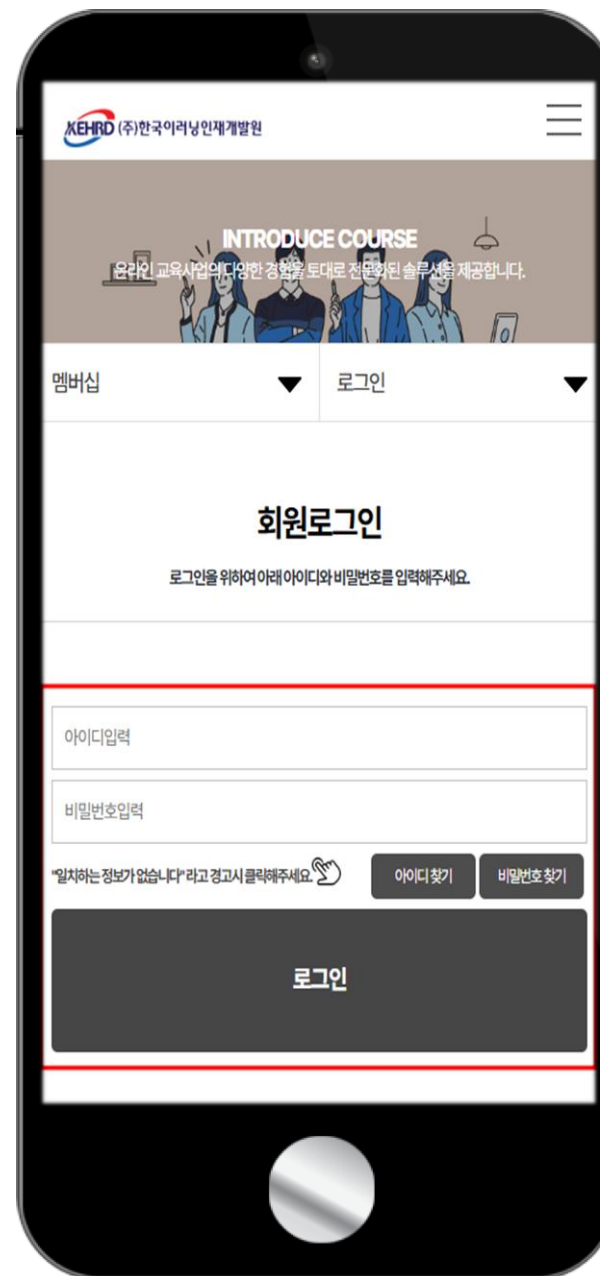 KEHRD (주)한국이러닝인재개발원
INTRODUCE COURSE
온라인 교육사업의 다양한 경험을 토대로 전문화된 솔루션을 제공합니다.
멤버십
로그인
회원로그인
로그인을 위하여 아래 아이디와 비밀번호를 입력해주세요.
아이디입력
비밀번호입력
"일치하는 정보가 없습니다" 라고 경고시 클릭해주세요.
아이디 찾기
비밀번호 찾기
로그인